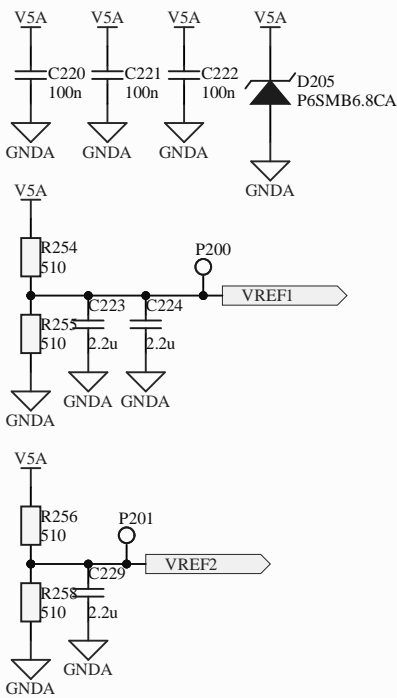 V5A V5A V5A V5A
C220 C221 C222 D205
100n 100n 100n P6SMB6.8CA
GNDA GNDA GNDA GNDA
V5A
R254 P200
510
VREF1
R255 C223 C224
510 2.2u 2.2u
GNDA GNDA GNDA
V5A
R256 P201
510
VREF2
R258 C229
510 2.2u
GNDA GNDA